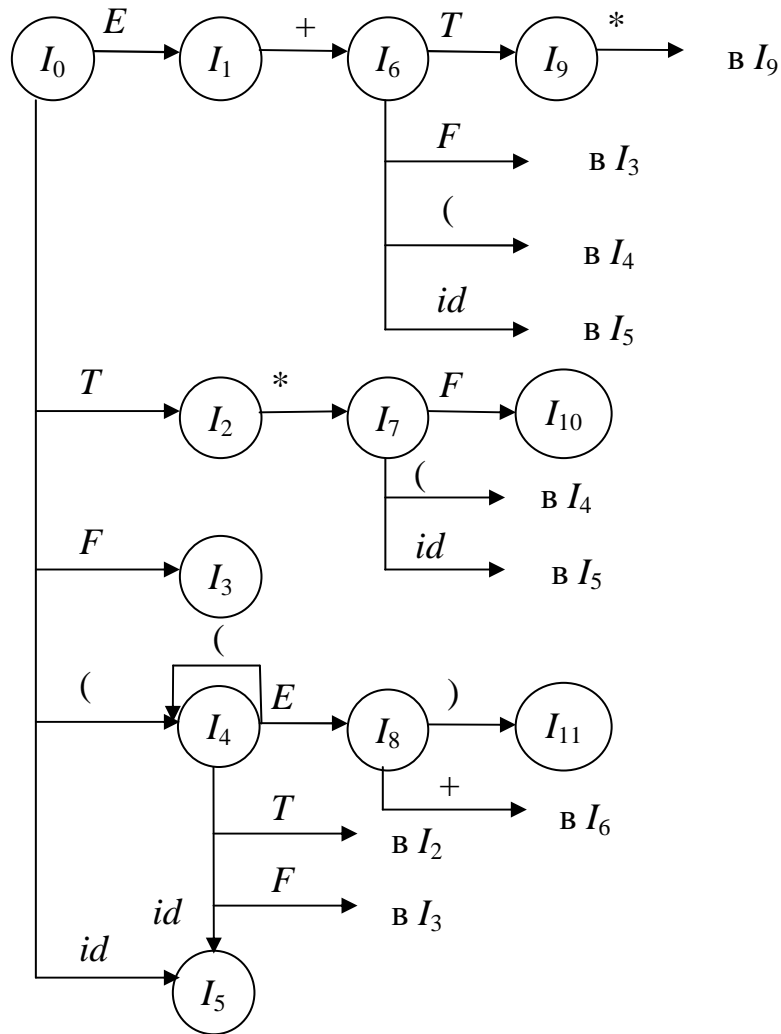 E + T *
I0 I1 I6 I9 в I9
F
в I3
(
в I4
id
в I5
T * F
I2 I7 I10
(
в I4
F id
I3 в I5
(
( E )
I4 I8 I11
T +
в I2 в I6
F
id в I3
id
I5